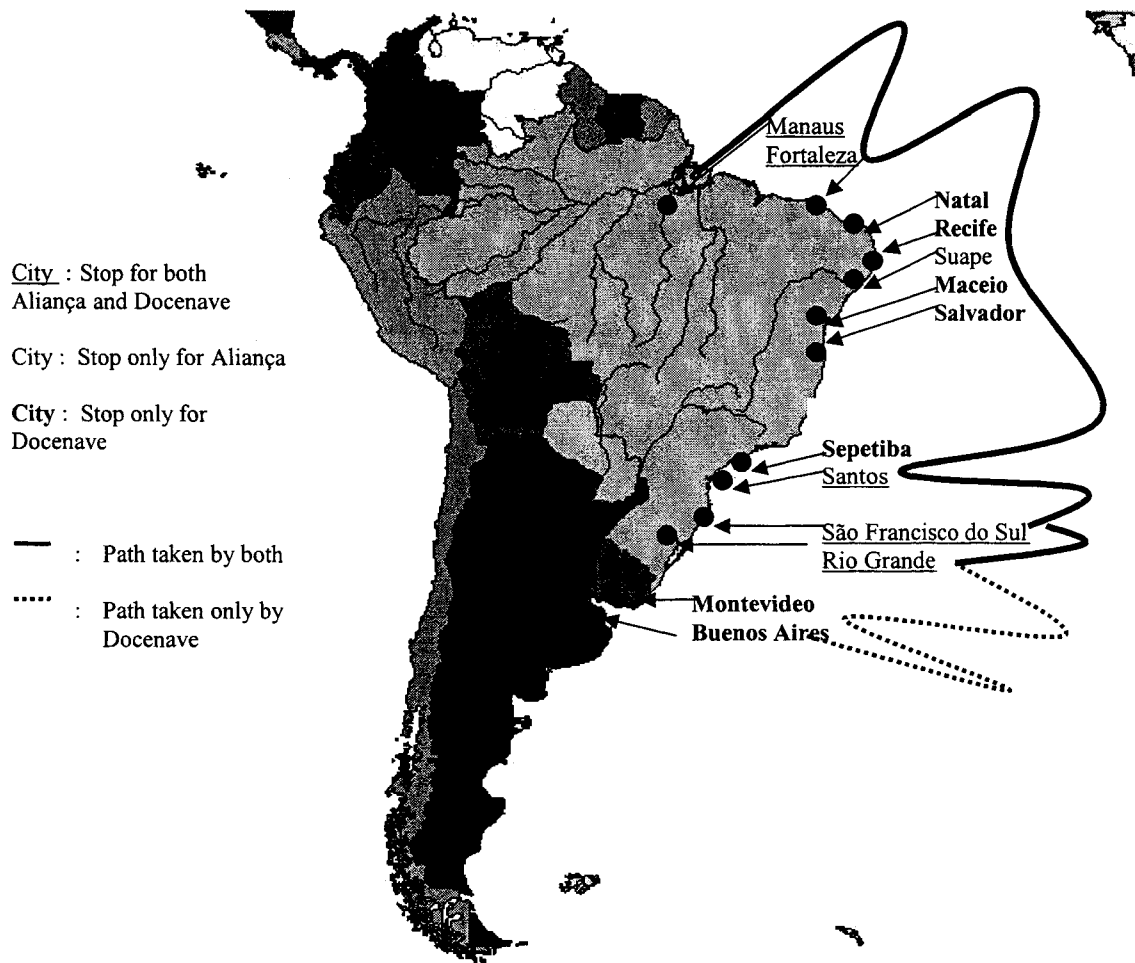 Manaus
Fortaleza
Natal
Recife
Suape
Maceio
Salvador
City : Stop for both
Aliança and Docenave
City : Stop only for Aliança
City : Stop only for
Docenave
Sepetiba
Santos
São Francisco do Sul
Rio Grande
: Path taken by both
: Path taken only by
Docenave
Montevideo
Buenos Aires